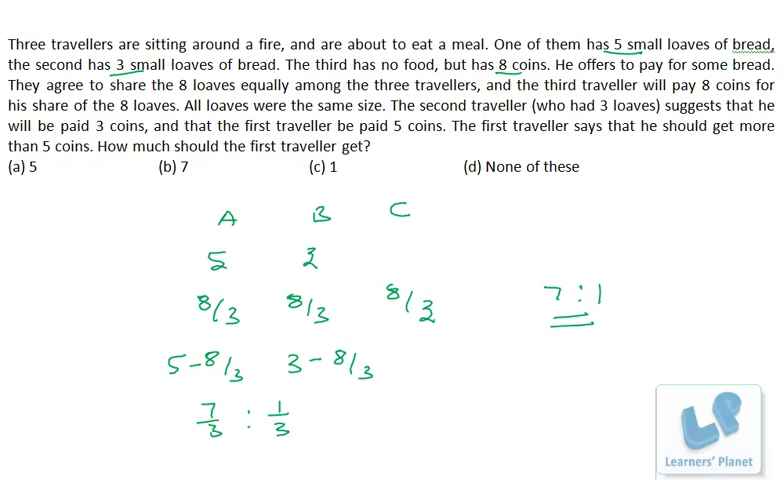 Three travellers are sitting around a fire, and are about to eat a meal. One of them has 5 small loaves of bread,
the second has 3 small loaves of bread. The third has no food, but has 8 coins. He offers to pay for some bread.
They agree to share the 8 loaves equally among the three travellers, and the third traveller will pay 8 coins for
his share of the 8 loaves. All loaves were the same size. The second traveller (who had 3 loaves) suggests that he
will be paid 3 coins, and that the first traveller be paid 5 coins. The first traveller says that he should get more
than 5 coins. How much should the first traveller get?
(a) 5 (b) 7 (c) 1 (d) None of these
A B C
5 3
8/3 8/3 8/3 7 : 1
5 - 8/3 3 - 8/3
7/3 : 1/3
LP
Learners' Planet